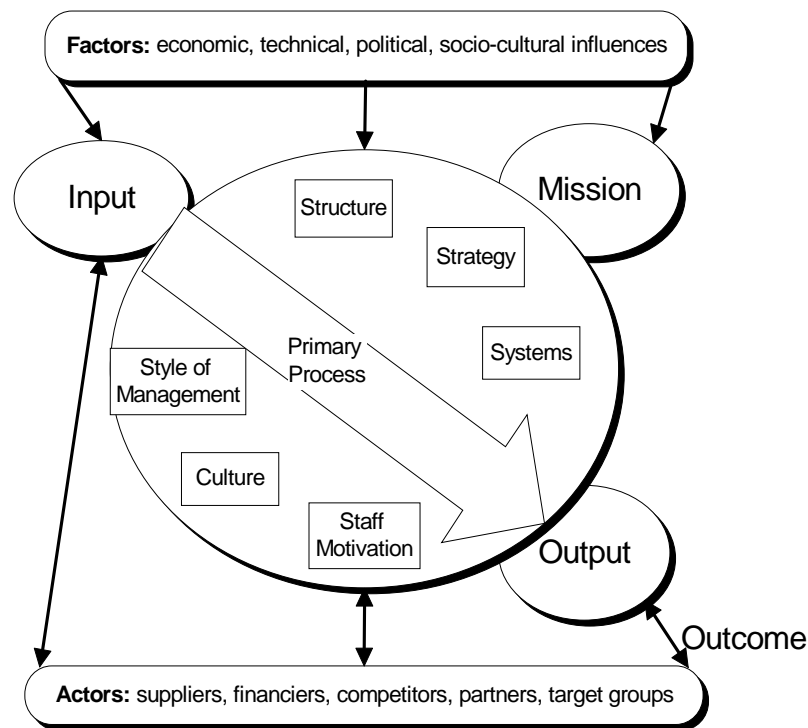 Factors: economic, technical, political, socio-cultural influences
Input
Mission
Structure
Strategy
Primary
Process
Systems
Style of
Management
Culture
Staff
Motivation
Output
Outcome
Actors: suppliers, financiers, competitors, partners, target groups